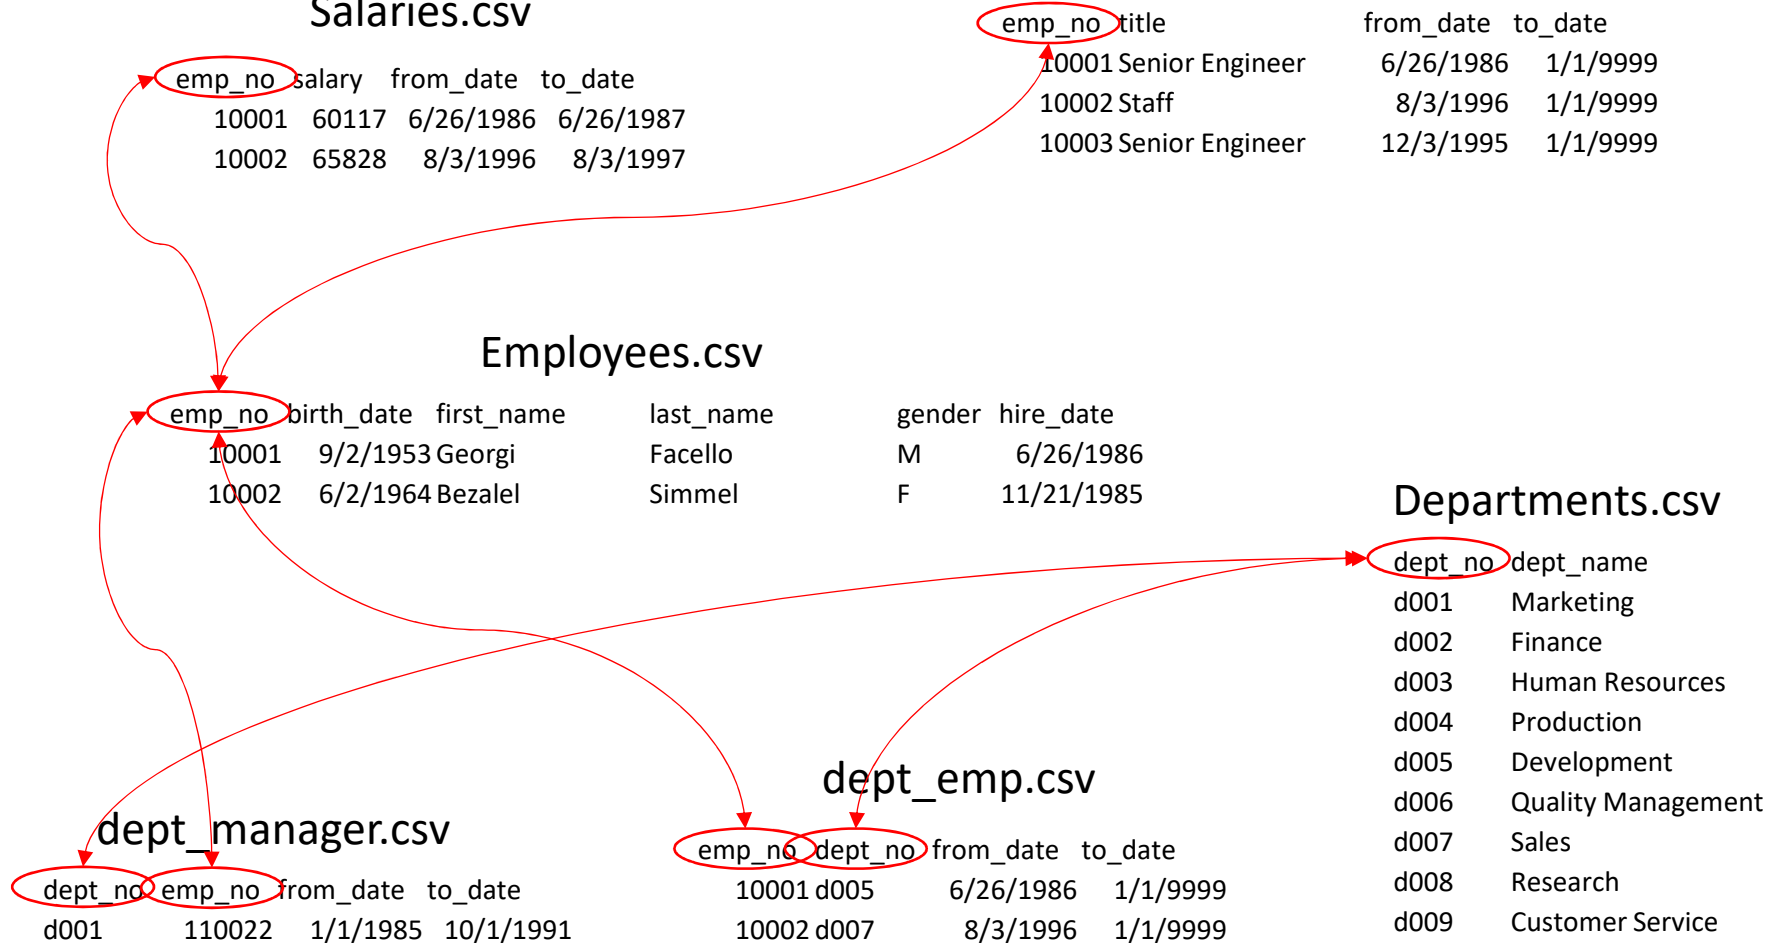 Salaries.csv
emp_no salary from_date to_date
10001 60117 6/26/1986 6/26/1987
10002 65828 8/3/1996 8/3/1997
emp_no title from_date to_date
10001 Senior Engineer 6/26/1986 1/1/9999
10002 Staff 8/3/1996 1/1/9999
10003 Senior Engineer 12/3/1995 1/1/9999
Employees.csv
emp_no birth_date first_name last_name gender hire_date
10001 9/2/1953 Georgi Facello M 6/26/1986
10002 6/2/1964 Bezalel Simmel F 11/21/1985
Departments.csv
dept_no dept_name
d001 Marketing
d002 Finance
d003 Human Resources
d004 Production
d005 Development
d006 Quality Management
d007 Sales
d008 Research
d009 Customer Service
dept_manager.csv
dept_no emp_no from_date to_date
d001 110022 1/1/1985 10/1/1991
dept_emp.csv
emp_no dept_no from_date to_date
10001 d005 6/26/1986 1/1/9999
10002 d007 8/3/1996 1/1/9999